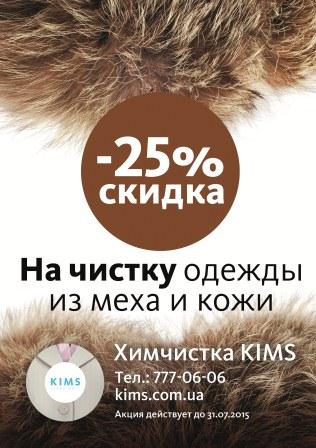 -25%
скидка
На чистку одежды
из меха и кожи
Химчистка KIMS
Тел.: 777-06-06
kims.com.ua
Акция действует до 31.07.2015
KIMS